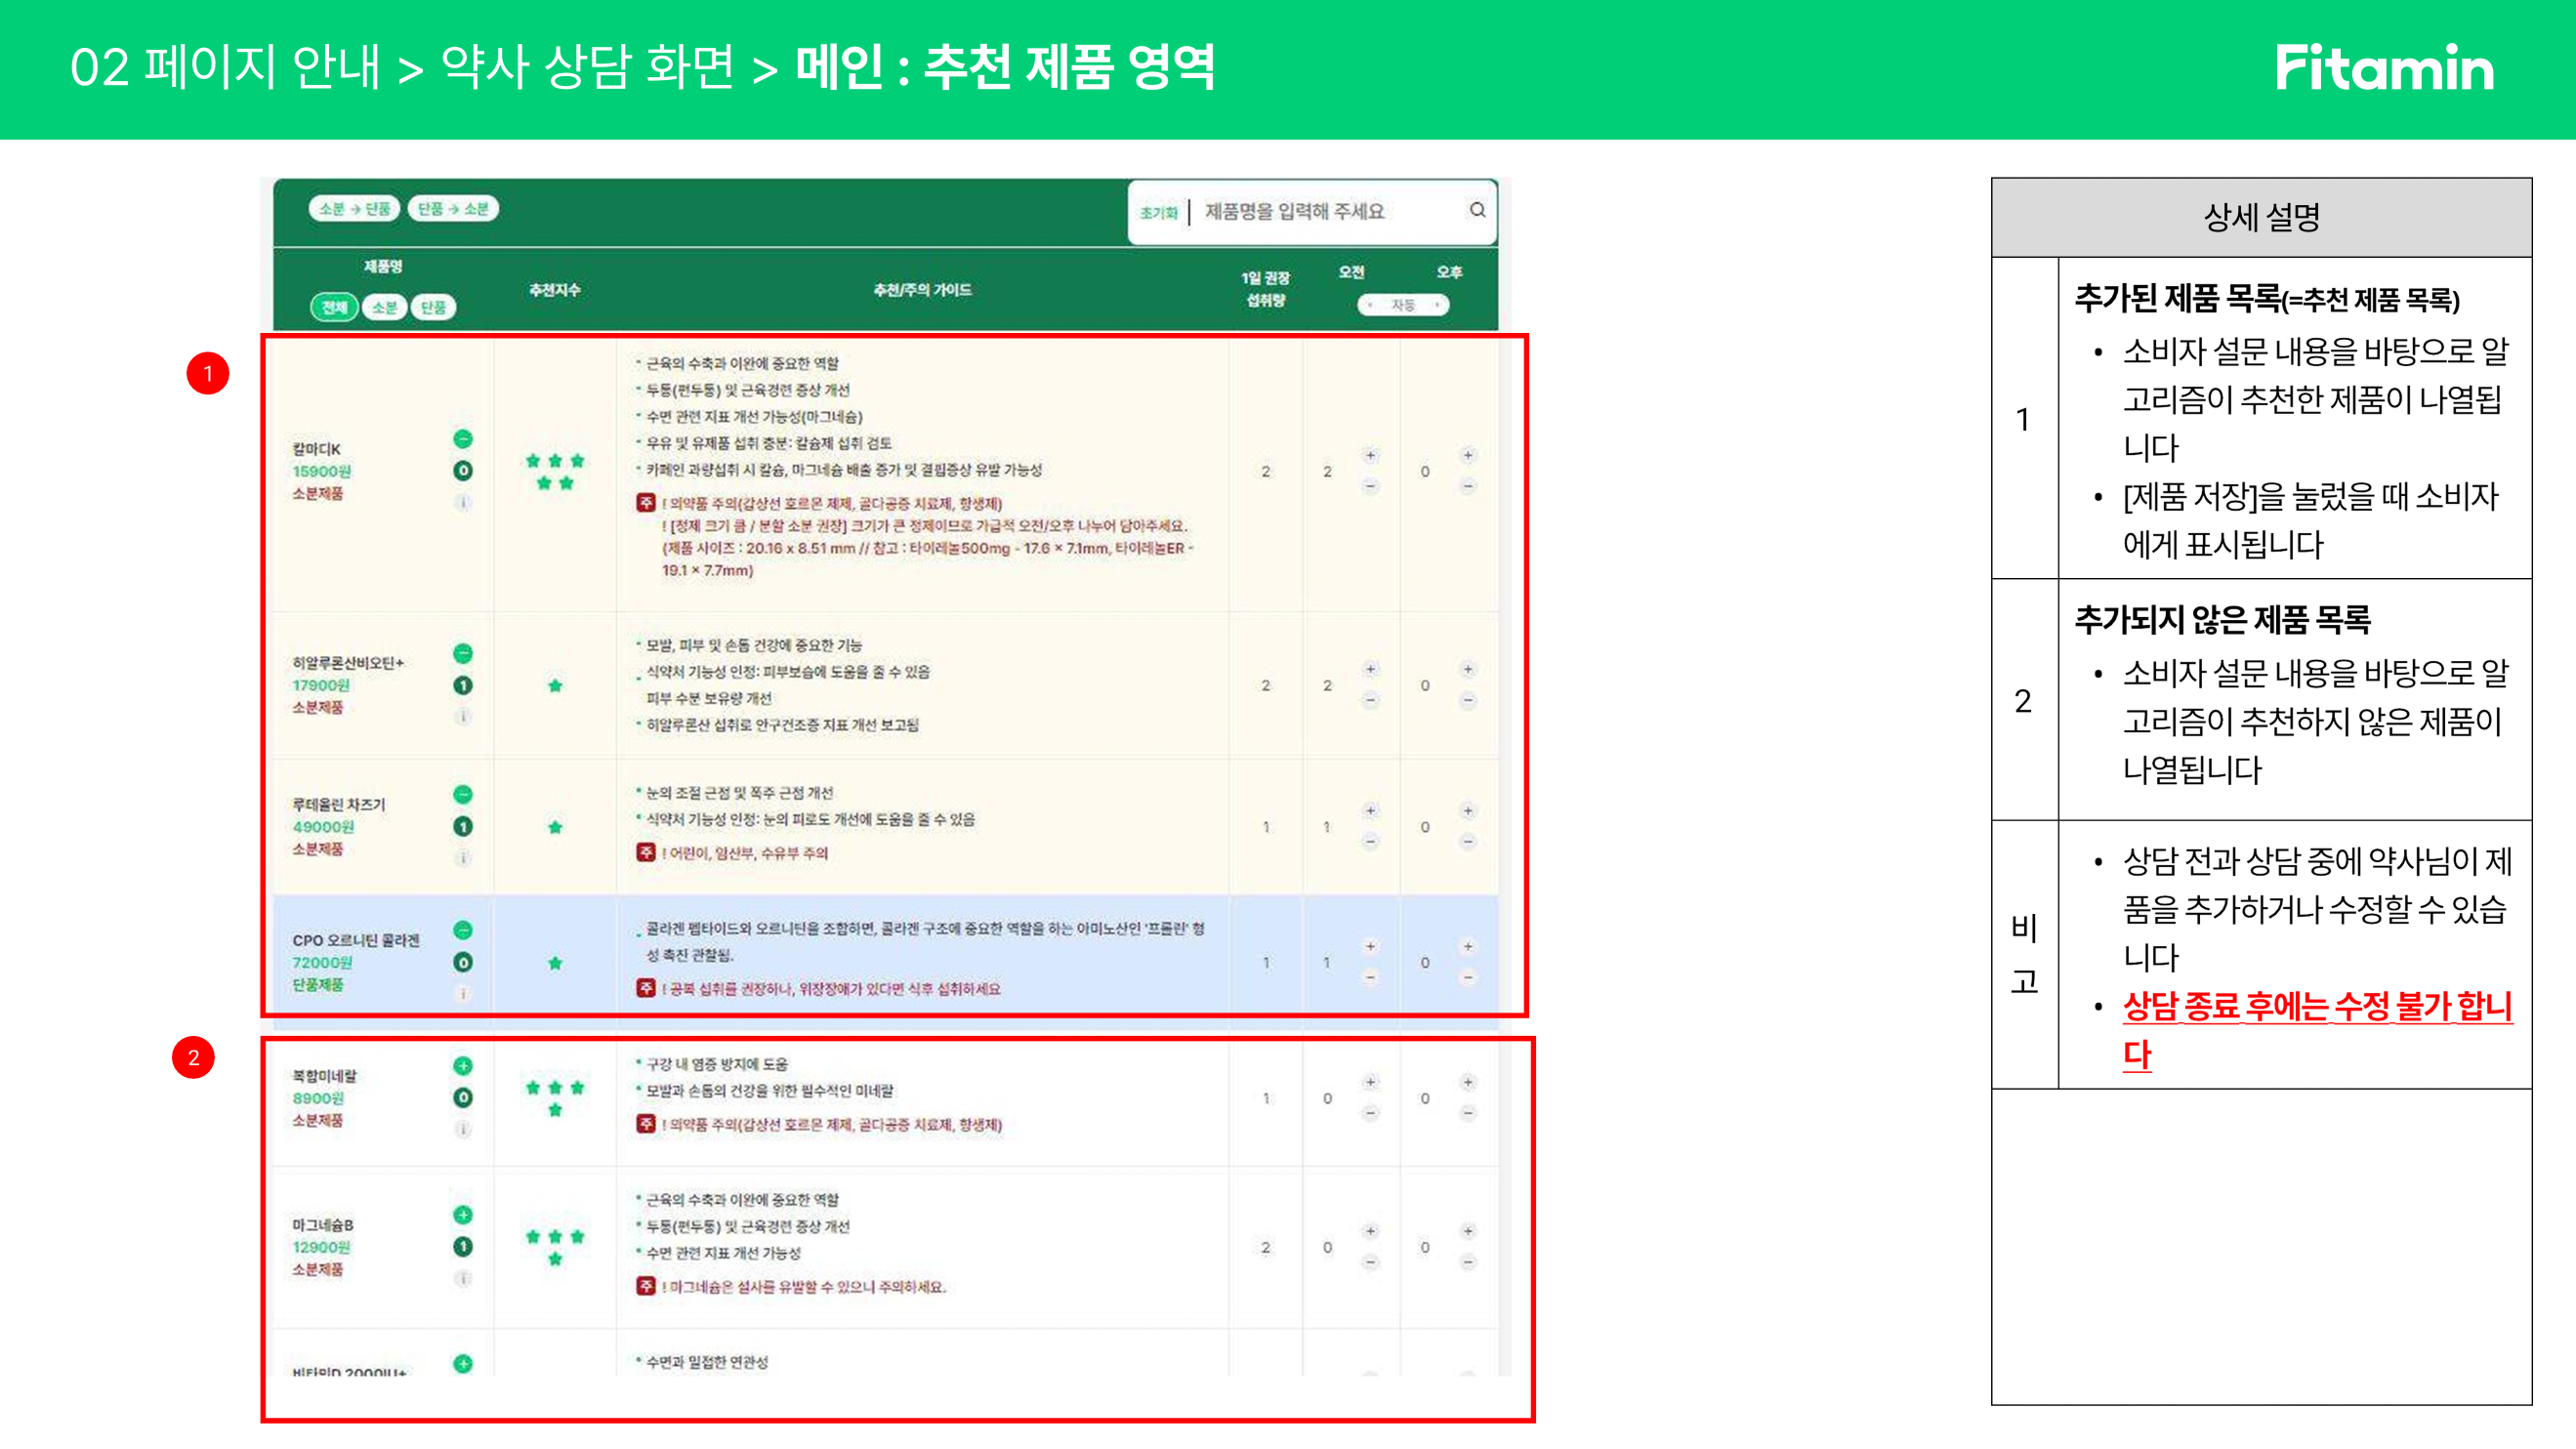 02 페이지 안내 > 약사 상담 화면 > 메인 : 추천 제품 영역
Fitamin
소분 → 단품 단품 → 소분
초기화 | 제품명을 입력해 주세요
제품명
전체 소분 단품
추천지수
추천/주의 가이드
1일 권장
섭취량
오전 오후
자동
1
칼마디K
15900원
소분제품
0
i
근육의 수축과 이완에 중요한 역할
두통(편두통) 및 근육경련 증상 개선
수면 관련 지표 개선 가능성(마그네슘)
우유 및 유제품 섭취 충분: 칼슘제 섭취 검토
카페인 과량섭취 시 칼슘, 마그네슘 배출 증가 및 결핍증상 유발 가능성
주 ! 의약품 주의(갑상선 호르몬 제제, 골다공증 치료제, 항생제)
! [정제 크기 큼 / 분할 소분 권장] 크기가 큰 정제이므로 가급적 오전/오후 나누어 담아주세요.
(제품 사이즈 : 20.16 x 8.51 mm // 참고 : 타이레놀500mg - 17.6 × 7.1mm, 타이레놀ER -
19.1 × 7.7mm)
2 2 + − 0 + −
히알루론산비오틴+
17900원
소분제품
1
i
모발, 피부 및 손톱 건강에 중요한 기능
식약처 기능성 인정: 피부보습에 도움을 줄 수 있음
피부 수분 보유량 개선
히알루론산 섭취로 안구건조증 지표 개선 보고됨
2 2 + − 0 + −
루테올린 차즈기
49000원
소분제품
1
i
눈의 조절 근점 및 폭주 근점 개선
식약처 기능성 인정: 눈의 피로도 개선에 도움을 줄 수 있음
주 ! 어린이, 임산부, 수유부 주의
1 1 + − 0 + −
CPO 오르니틴 콜라겐
72000원
단품제품
0
i
콜라겐 펩타이드와 오르니틴을 조합하면, 콜라겐 구조에 중요한 역할을 하는 아미노산인 '프롤린' 형
성 촉진 관찰됨.
주 ! 공복 섭취를 권장하나, 위장장애가 있다면 식후 섭취하세요
1 1 + − 0 + −
2
복합미네랄
8900원
소분제품
+
0
i
구강 내 염증 방지에 도움
모발과 손톱의 건강을 위한 필수적인 미네랄
주 ! 의약품 주의(갑상선 호르몬 제제, 골다공증 치료제, 항생제)
1 0 + − 0 + −
마그네슘B
12900원
소분제품
+
1
i
근육의 수축과 이완에 중요한 역할
두통(편두통) 및 근육경련 증상 개선
수면 관련 지표 개선 가능성
주 ! 마그네슘은 설사를 유발할 수 있으니 주의하세요.
2 0 + − 0 + −
비타민D 2000IU+
+
수면과 밀접한 연관성
상세 설명
1
추가된 제품 목록(=추천 제품 목록)
• 소비자 설문 내용을 바탕으로 알
고리즘이 추천한 제품이 나열됩
니다
• [제품 저장]을 눌렀을 때 소비자
에게 표시됩니다
2
추가되지 않은 제품 목록
• 소비자 설문 내용을 바탕으로 알
고리즘이 추천하지 않은 제품이
나열됩니다
비
고
• 상담 전과 상담 중에 약사님이 제
품을 추가하거나 수정할 수 있습
니다
• 상담 종료 후에는 수정 불가 합니
다